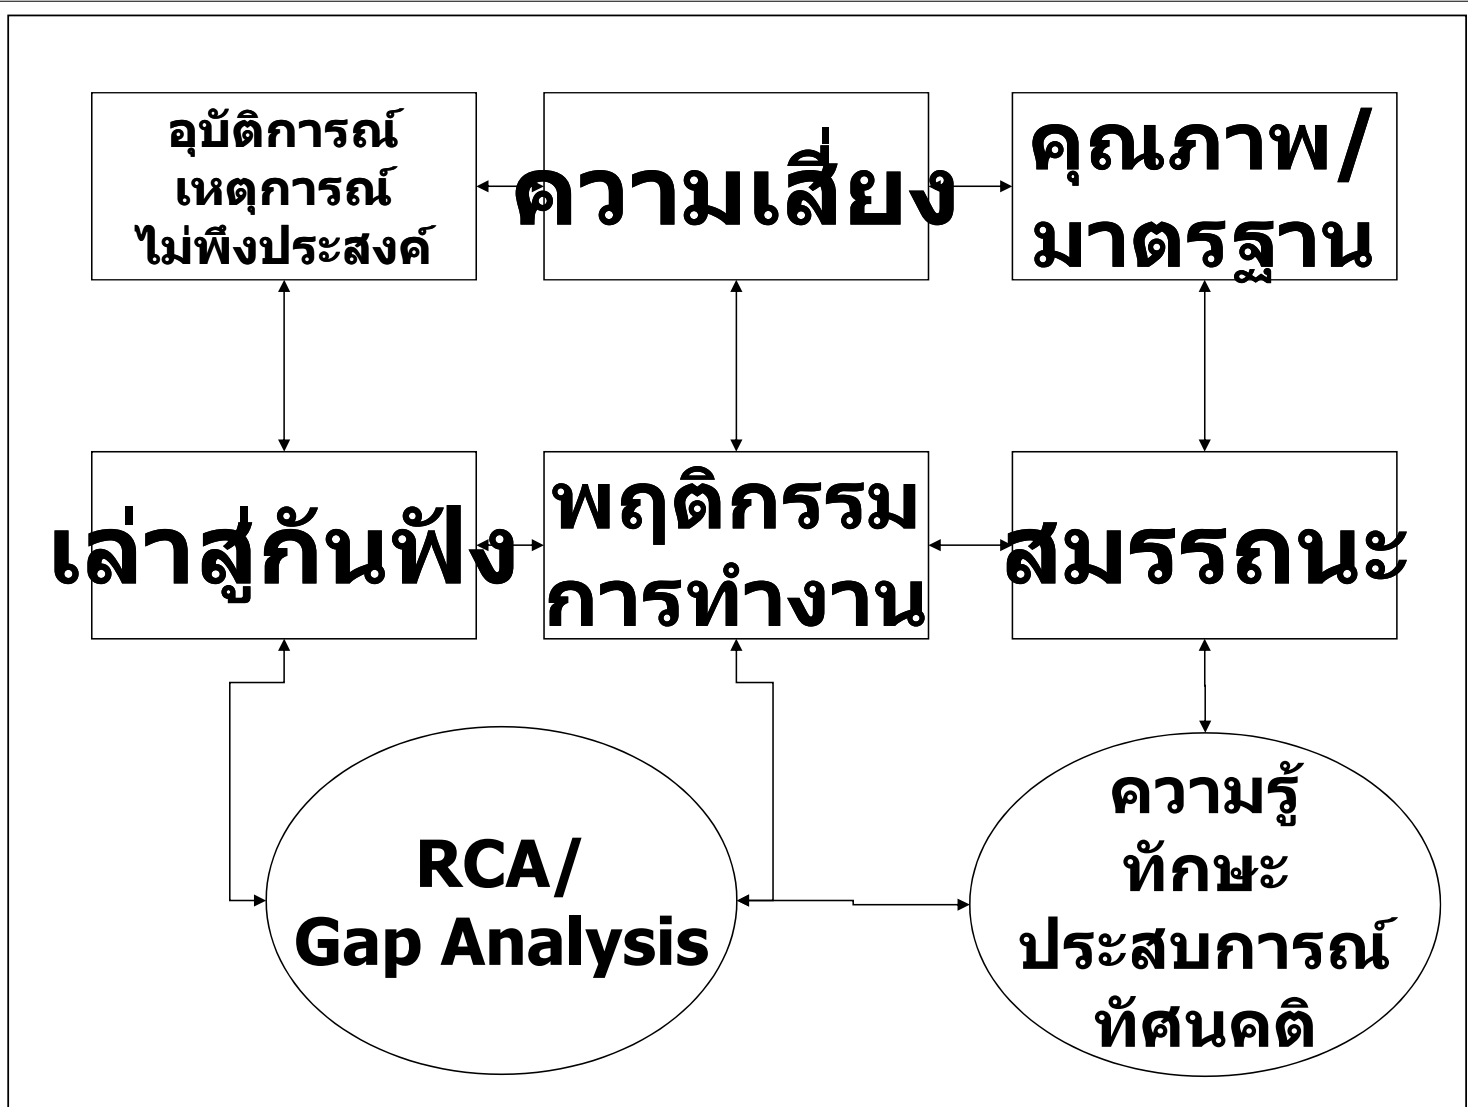 อุบัติการณ์
เหตุการณ์
ไม่พึงประสงค์
ความเสี่ยง
คุณภาพ/
มาตรฐาน
เล่าสู่กันฟัง
พฤติกรรม
การทำงาน
สมรรถนะ
RCA/
Gap Analysis
ความรู้
ทักษะ
ประสบการณ์
ทัศนคติ